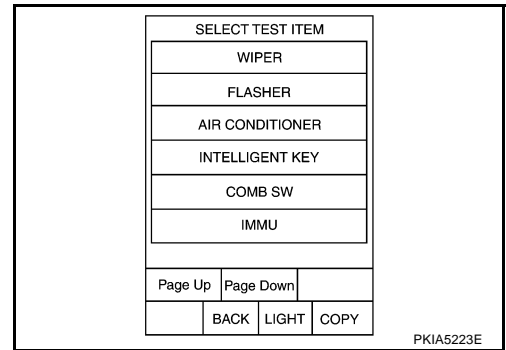 SELECT TEST ITEM
WIPER
FLASHER
AIR CONDITIONER
INTELLIGENT KEY
COMB SW
IMMU
Page Up Page Down
BACK LIGHT COPY
PKIA5223E